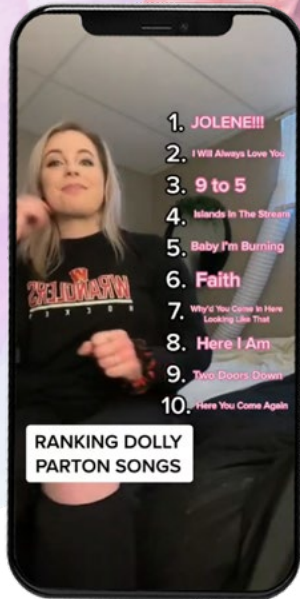 1. JOLENE!!!
2. I Will Always Love You
3. 9 to 5
4. Islands In The Stream
5. Baby I'm Burning
6. Faith
7. Why'd You Come In Here
Looking Like That
8. Here I Am
9. Two Doors Down
10. Here You Come Again
WRANGLERS
RANKING DOLLY
PARTON SONGS